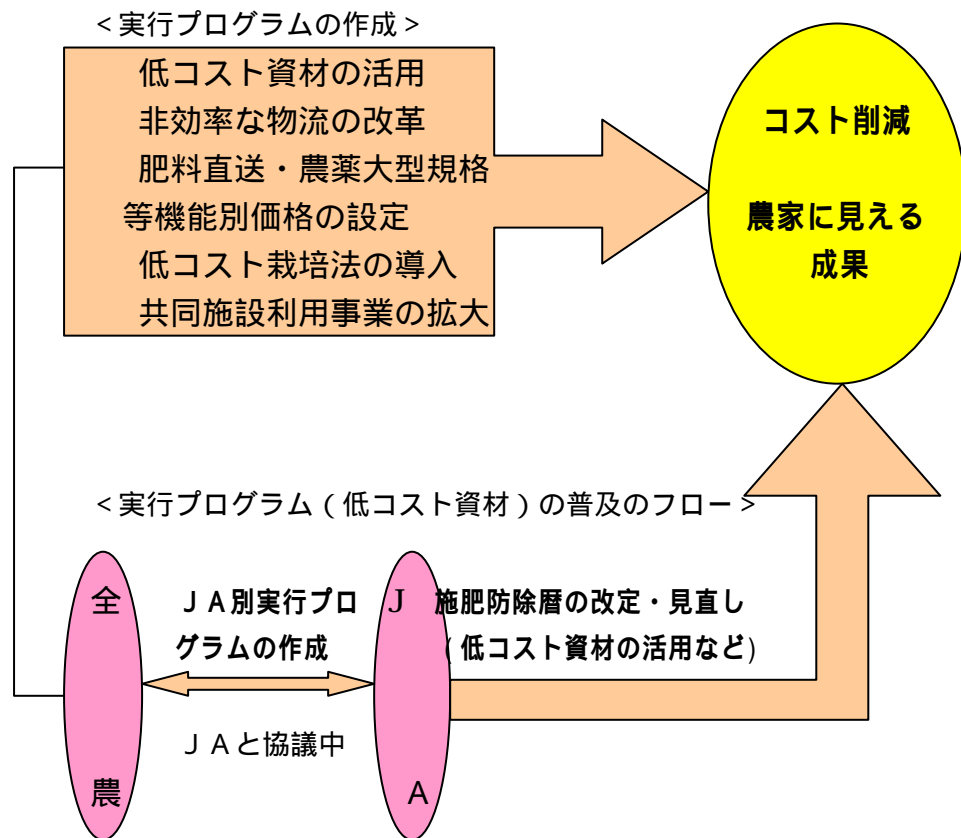 <実行プログラムの作成>
低コスト資材の活用
非効率な物流の改革
肥料直送・農薬大型規格
等機能別価格の設定
低コスト栽培法の導入
共同施設利用事業の拡大
コスト削減
農家に見える
成果
<実行プログラム(低コスト資材)の普及のフロー>
全
農
ＪＡ別実行プロ
グラムの作成
ＪＡと協議中
Ｊ
Ａ
施肥防除暦の改定・見直し
(低コスト資材の活用など)